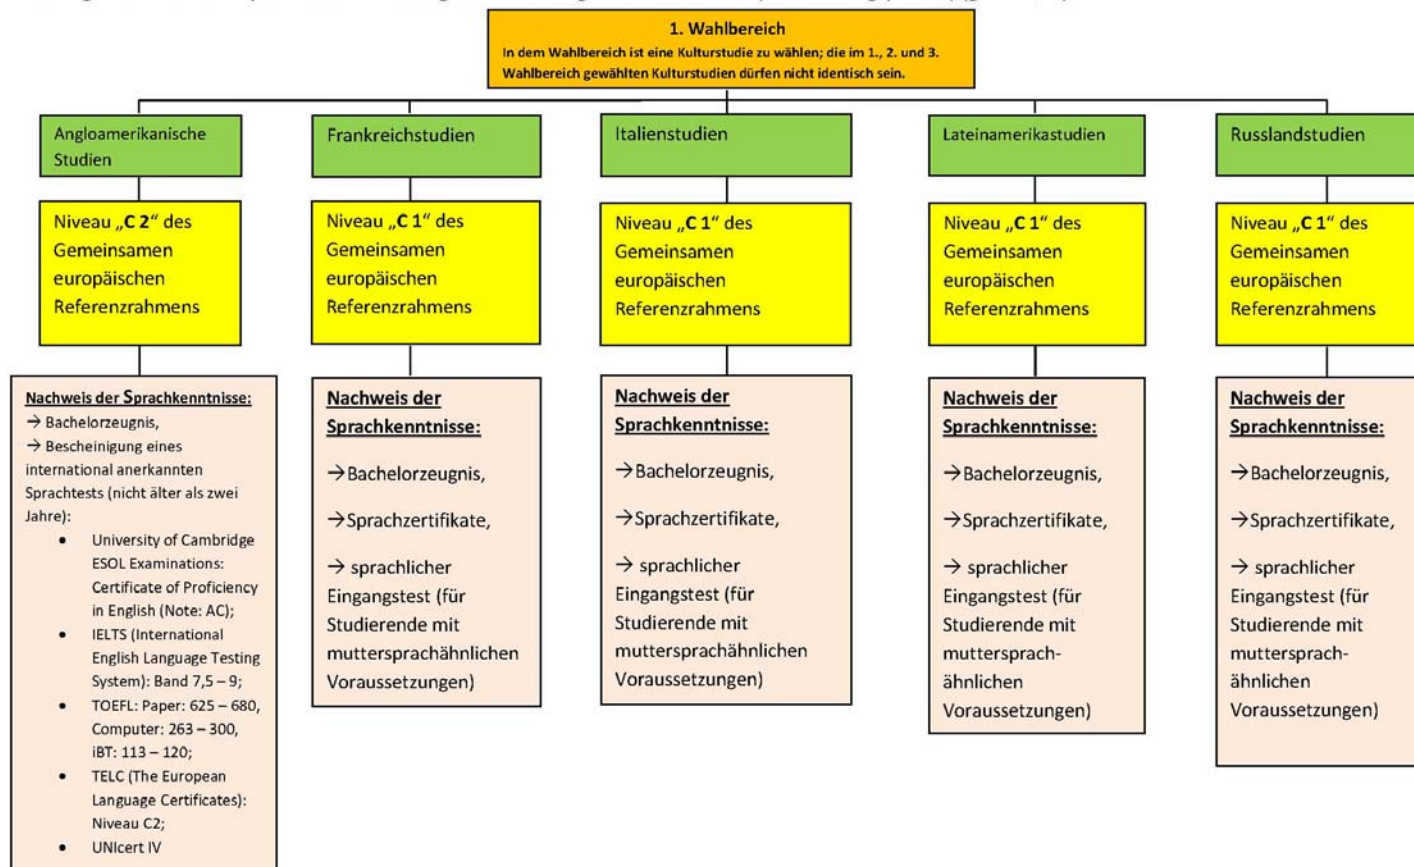 1. Wahlbereich
In dem Wahlbereich ist eine Kulturstudie zu wählen; die im 1., 2. und 3.
Wahlbereich gewählten Kulturstudien dürfen nicht identisch sein.
Angloamerikanische
Studien
Niveau „C 2“ des
Gemeinsamen
europäischen
Referenzrahmens
Nachweis der Sprachkenntnisse:
→ Bachelorzeugnis,
→ Bescheinigung eines
international anerkannten
Sprachtests (nicht älter als zwei
Jahre):
• University of Cambridge
ESOL Examinations:
Certificate of Proficiency
in English (Note: AC);
• IELTS (International
English Language Testing
System): Band 7,5 – 9;
• TOEFL: Paper: 625 – 680,
Computer: 263 – 300,
iBT: 113 – 120;
• TELC (The European
Language Certificates):
Niveau C2;
• UNIcert IV
Frankreichstudien
Niveau „C 1“ des
Gemeinsamen
europäischen
Referenzrahmens
Nachweis der
Sprachkenntnisse:
→Bachelorzeugnis,
→Sprachzertifikate,
→ sprachlicher
Eingangstest (für
Studierende mit
muttersprachähnlichen
Voraussetzungen)
Italienstudien
Niveau „C 1“ des
Gemeinsamen
europäischen
Referenzrahmens
Nachweis der
Sprachkenntnisse:
→Bachelorzeugnis,
→Sprachzertifikate,
→ sprachlicher
Eingangstest (für
Studierende mit
muttersprachähnlichen
Voraussetzungen)
Lateinamerikastudien
Niveau „C 1“ des
Gemeinsamen
europäischen
Referenzrahmens
Nachweis der
Sprachkenntnisse:
→Bachelorzeugnis,
→Sprachzertifikate,
→ sprachlicher
Eingangstest (für
Studierende mit
muttersprach-
ähnlichen
Voraussetzungen)
Russlandstudien
Niveau „C 1“ des
Gemeinsamen
europäischen
Referenzrahmens
Nachweis der
Sprachkenntnisse:
→Bachelorzeugnis,
→Sprachzertifikate,
→ sprachlicher
Eingangstest (für
Studierende mit
muttersprach-
ähnlichen
Voraussetzungen)